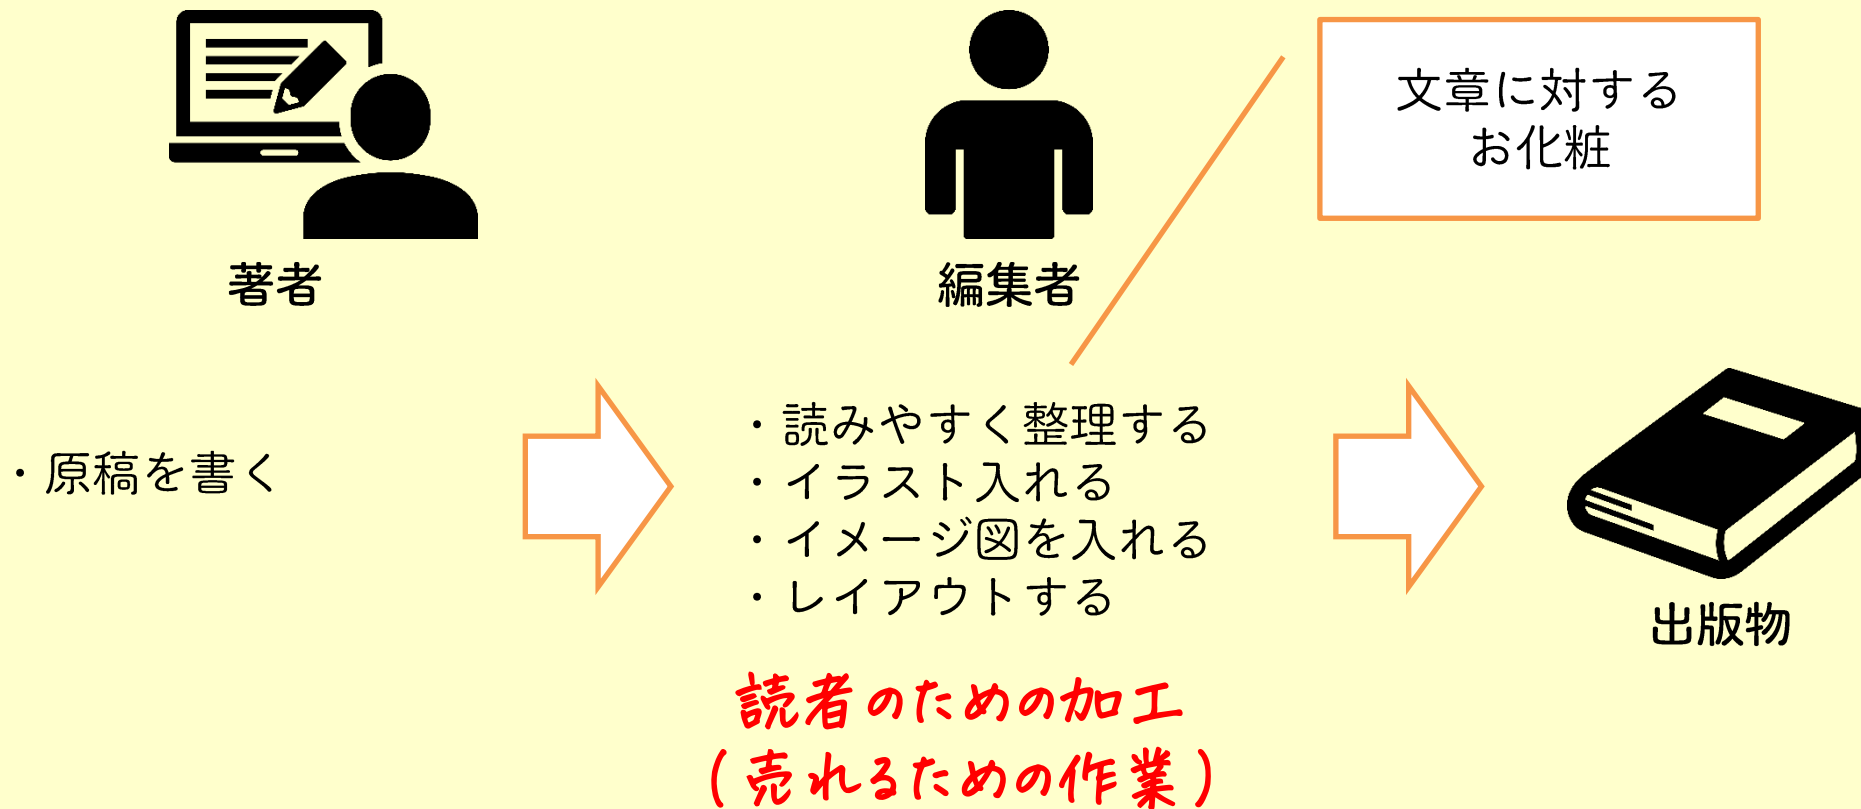 文章に対する
お化粧
著者
編集者
・原稿を書く
・読みやすく整理する
・イラスト入れる
・イメージ図を入れる
・レイアウトする
出版物
読者のための加工
(売れるための作業)